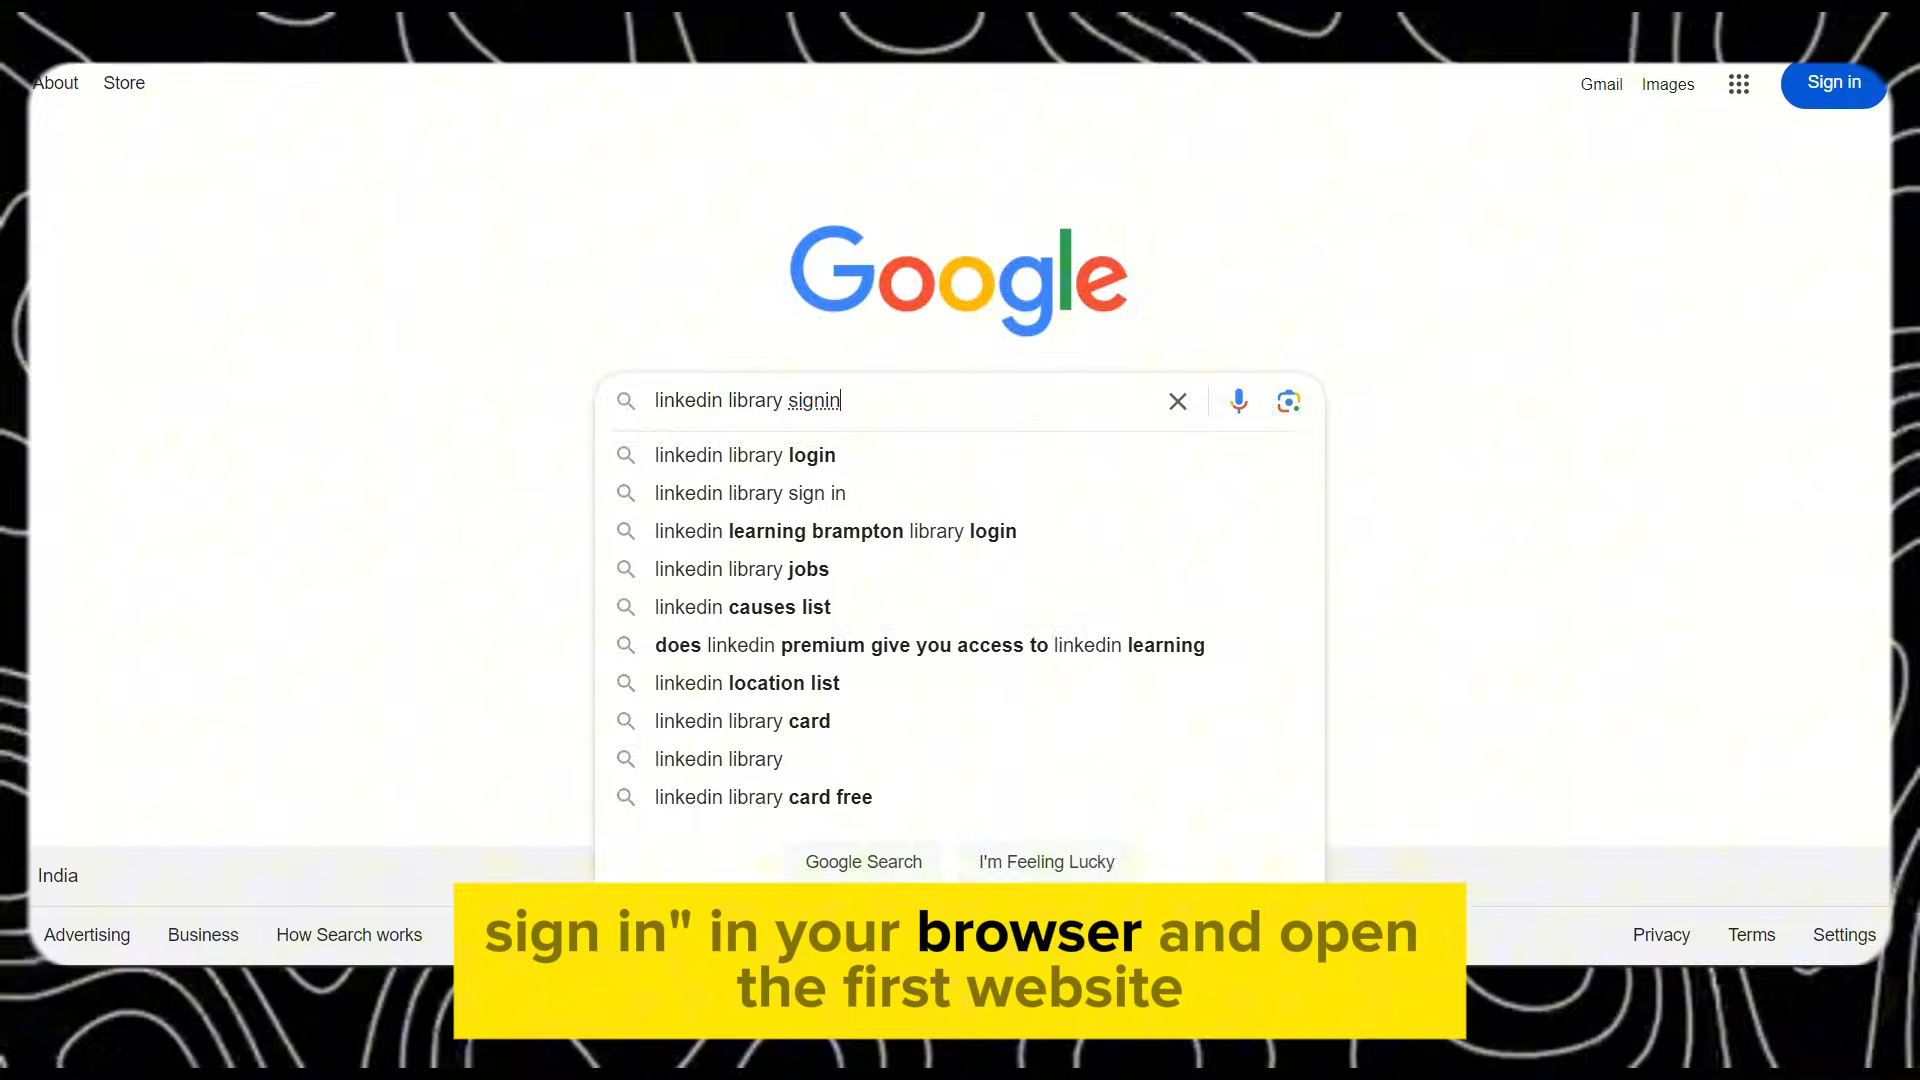 About Store Gmail Images Sign in
Google
linkedin library signin
linkedin library login
linkedin library sign in
linkedin learning brampton library login
linkedin library jobs
linkedin causes list
does linkedin premium give you access to linkedin learning
linkedin location list
linkedin library card
linkedin library
linkedin library card free
Google Search I'm Feeling Lucky
India
Advertising Business How Search works Privacy Terms Settings
sign in" in your browser and open
the first website